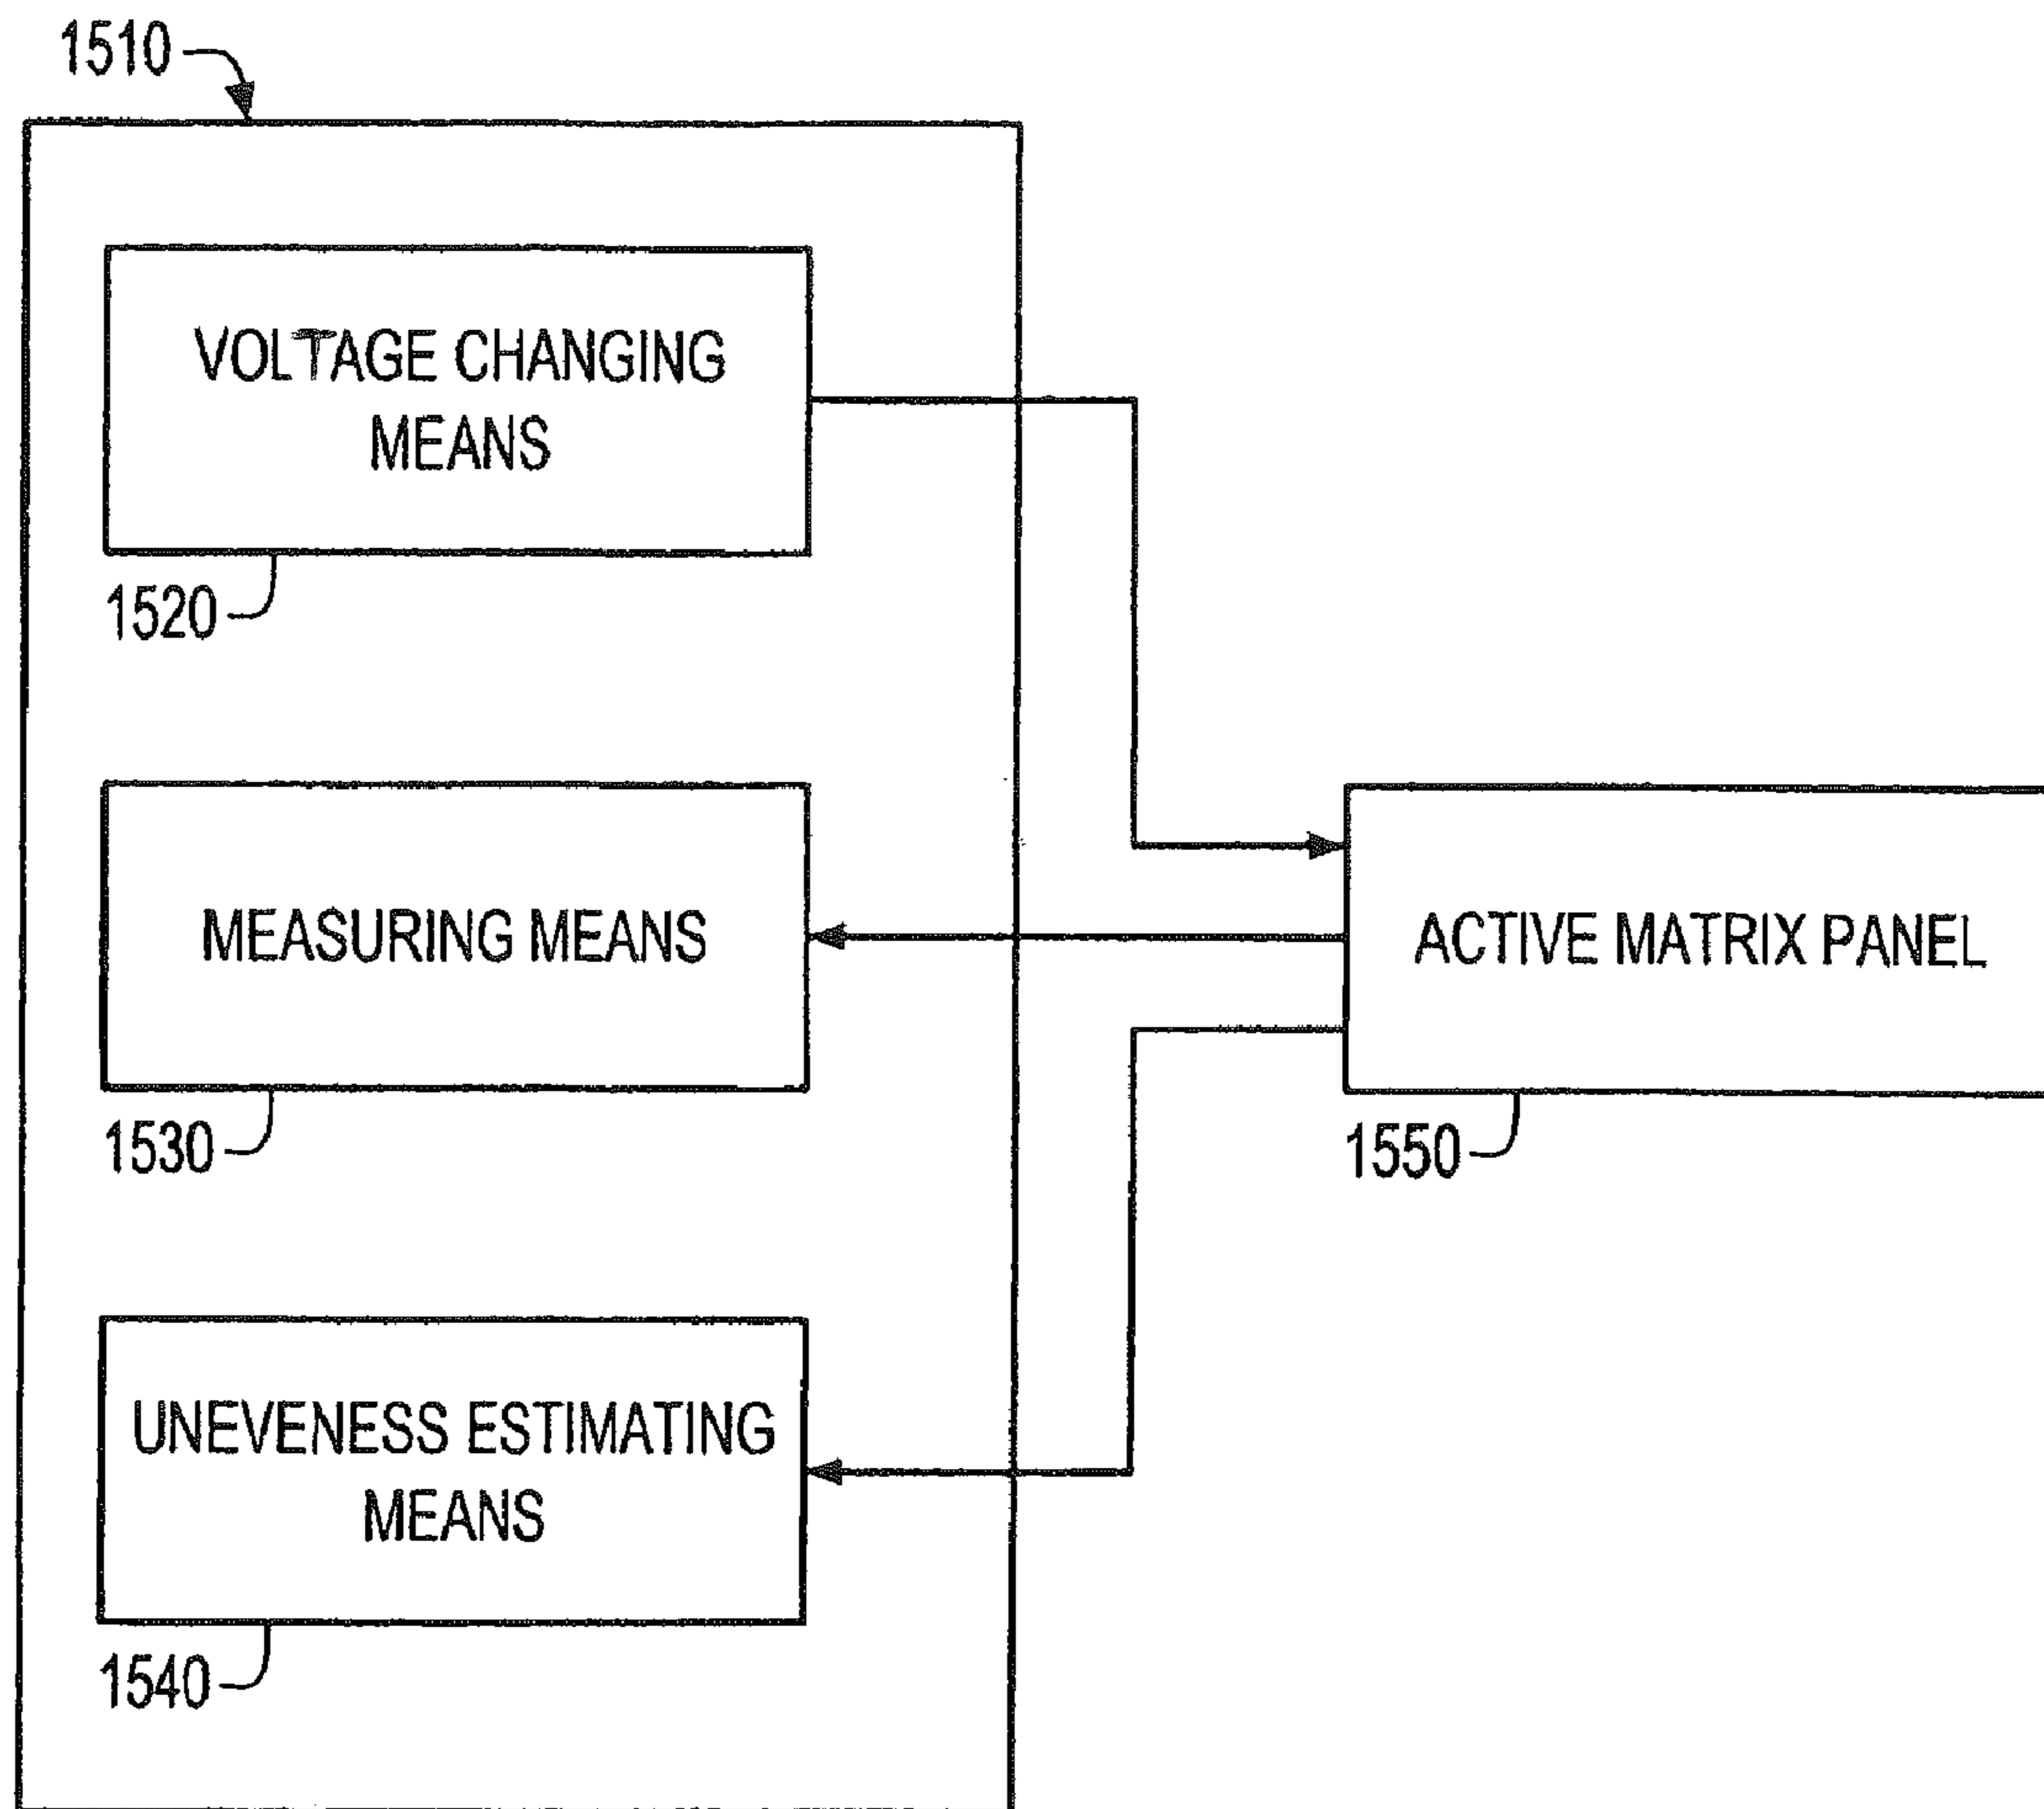 1510
VOLTAGE CHANGING
MEANS
1520
MEASURING MEANS
ACTIVE MATRIX PANEL
1530
1550
UNEVENESS ESTIMATING
MEANS
1540